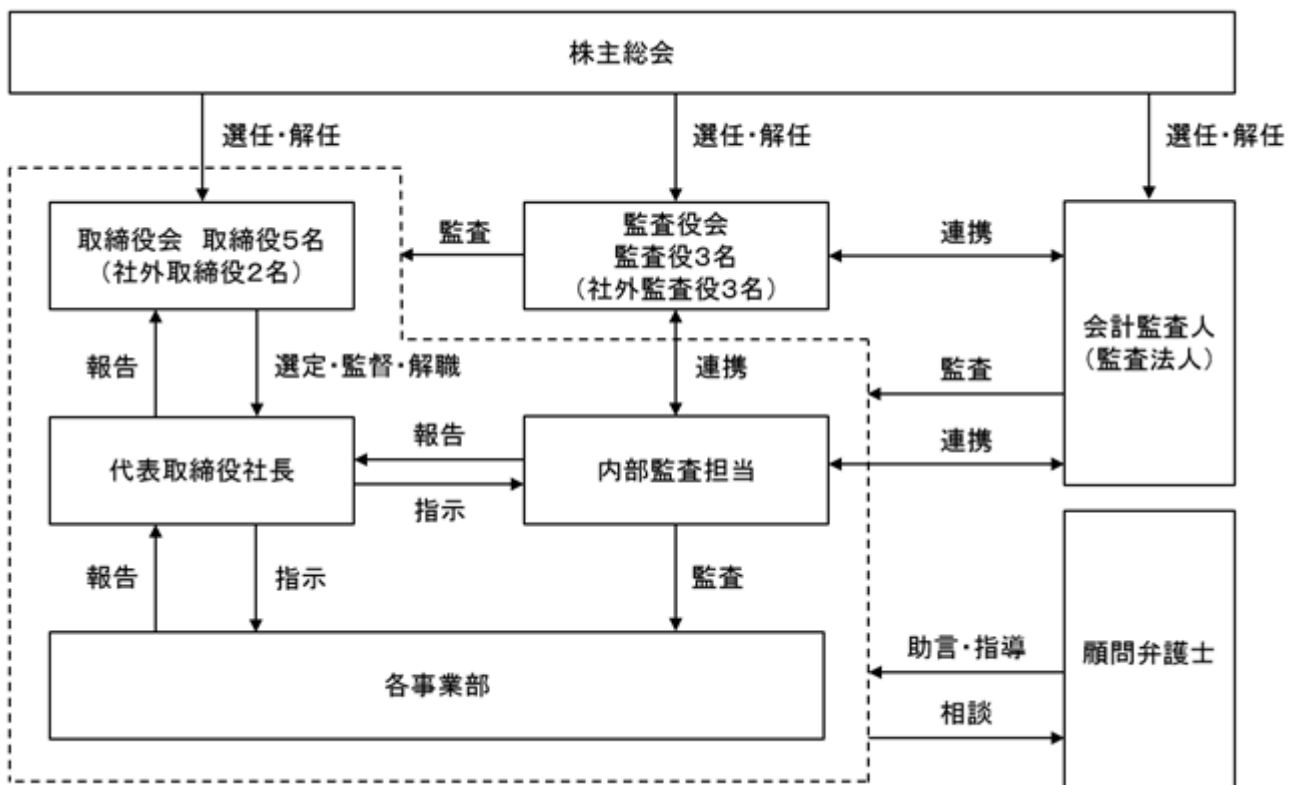 株主総会
選任・解任
選任・解任
選任・解任
取締役会 取締役5名
(社外取締役2名)
監査
監査役会
監査役3名
(社外監査役3名)
連携
会計監査人
(監査法人)
報告
選定・監督・解職
連携
監査
代表取締役社長
報告
指示
内部監査担当
連携
報告
指示
監査
各事業部
助言・指導
相談
顧問弁護士